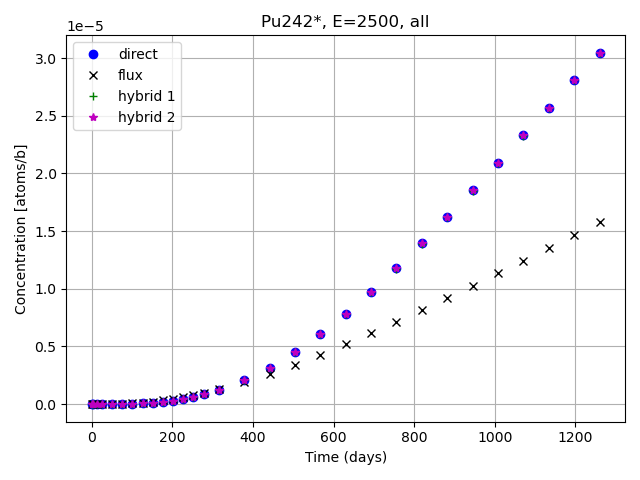 Pu242*, E=2500, all
1e−5
direct
flux
hybrid 1
hybrid 2
3.0
2.5
2.0
1.5
1.0
0.5
0.0
Concentration [atoms/b]
0 200 400 600 800 1000 1200
Time (days)